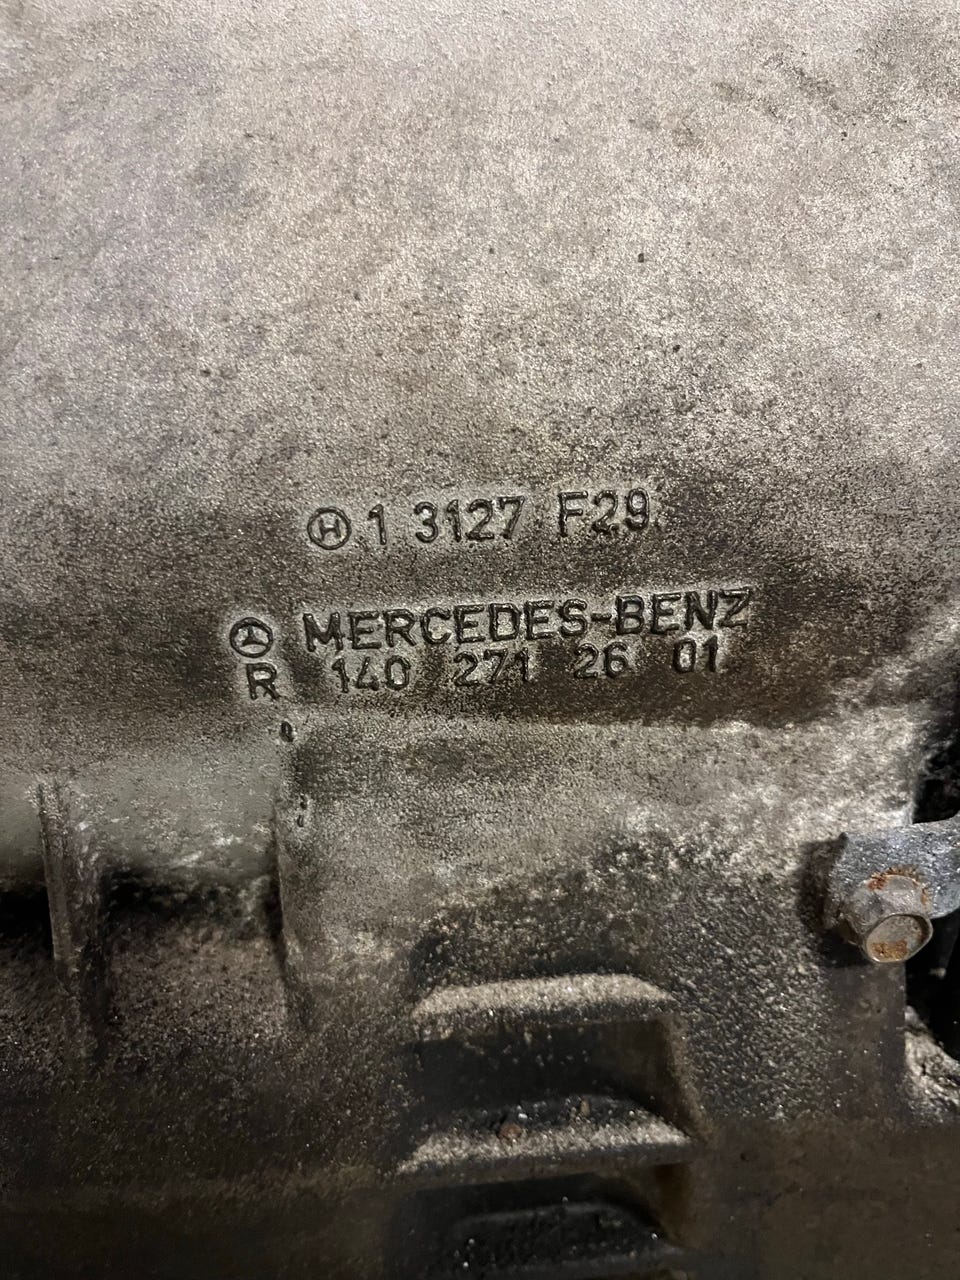 H 1 3127 F29
MERCEDES-BENZ
R 140 271 26 01